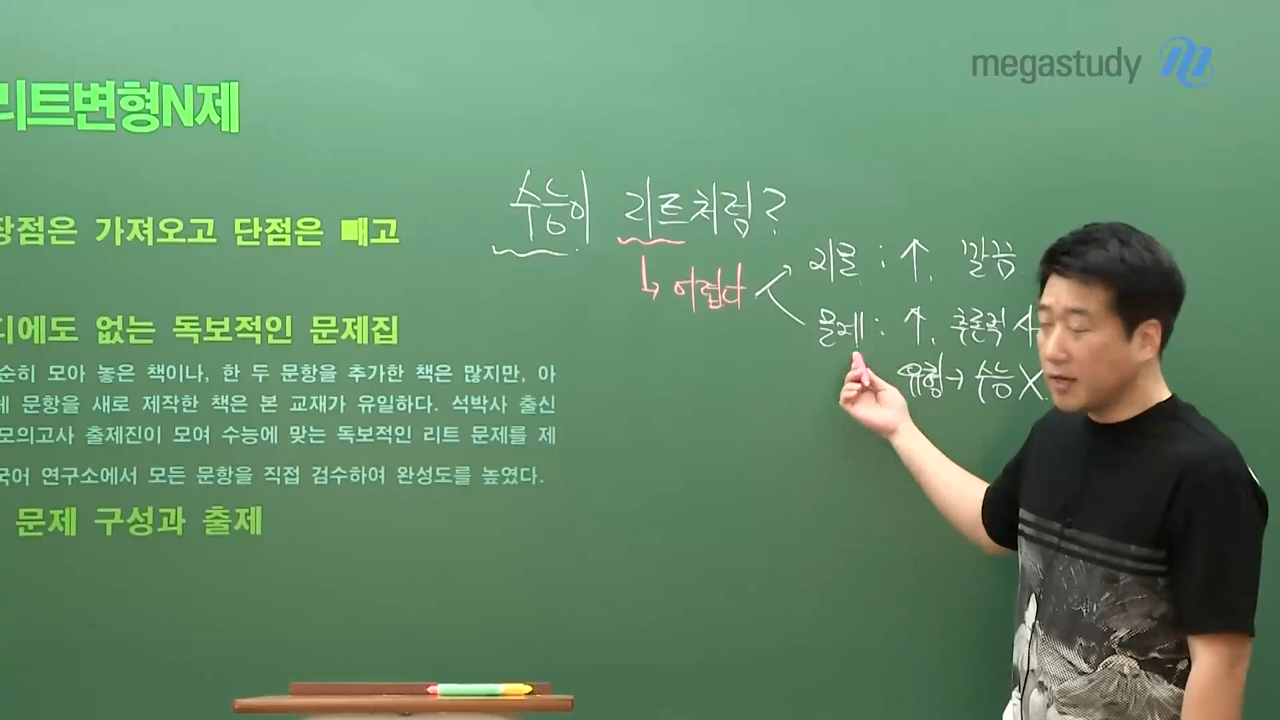 megastudy
리트변형N제
장점은 가져오고 단점은 빼고
디에도 없는 독보적인 문제집
순히 모아 놓은 책이나, 한 두 문항을 추가한 책은 많지만, 아
제 문항을 새로 제작한 책은 본 교재가 유일하다. 석박사 출신
모의고사 출제진이 모여 수능에 맞는 독보적인 리트 문제를 제
국어 연구소에서 모든 문항을 직접 검수하여 완성도를 높였다.
문제 구성과 출제
수능이 리트처럼?
↳ 어렵다
지문 : ↑. 깔끔
문제 : ↑. 추론적 사
유형 → 수능 X